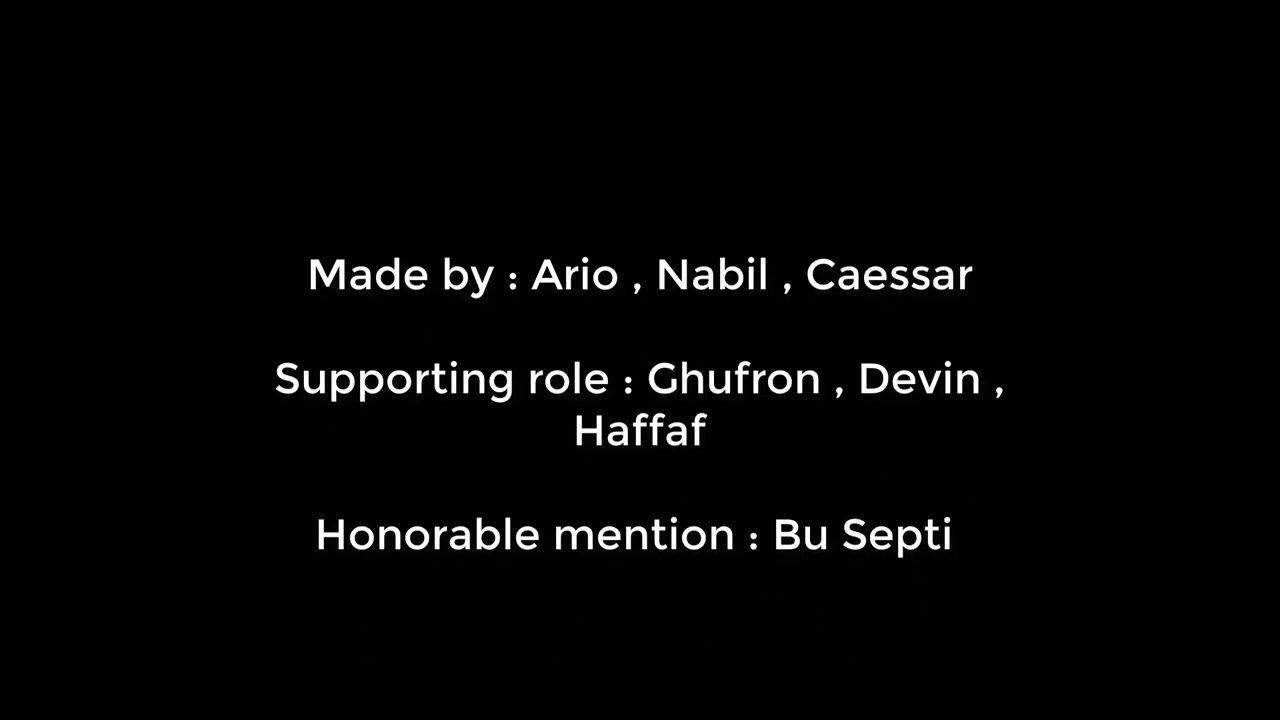 Made by : Ario , Nabil , Caessar
Supporting role : Ghufron , Devin ,
Haffaf
Honorable mention : Bu Septi